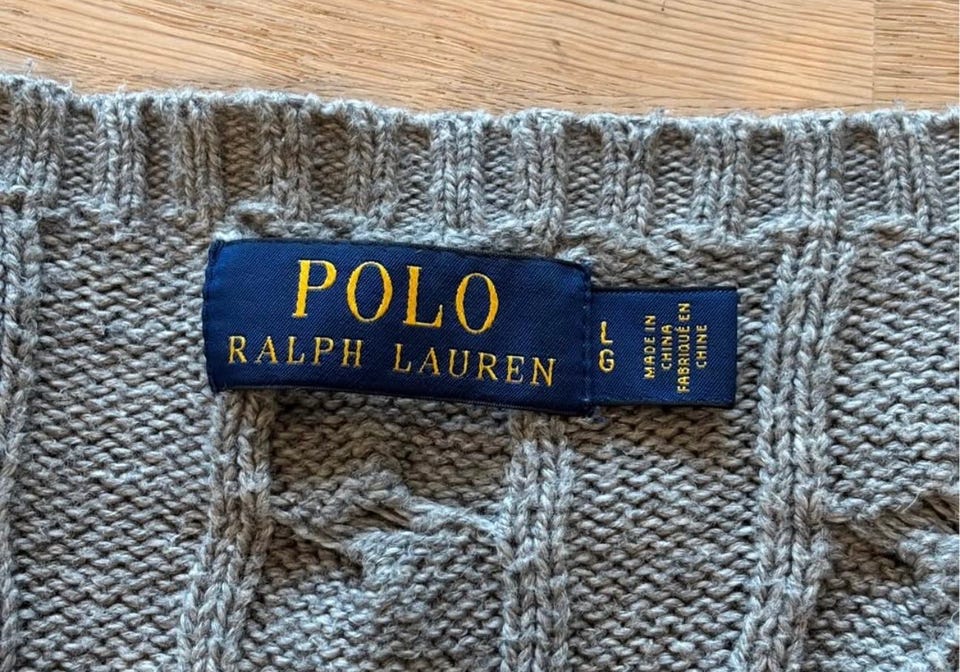 POLO
RALPH LAUREN
L
G
MADE IN
CHINA
FABRIQUÉ EN
CHINE